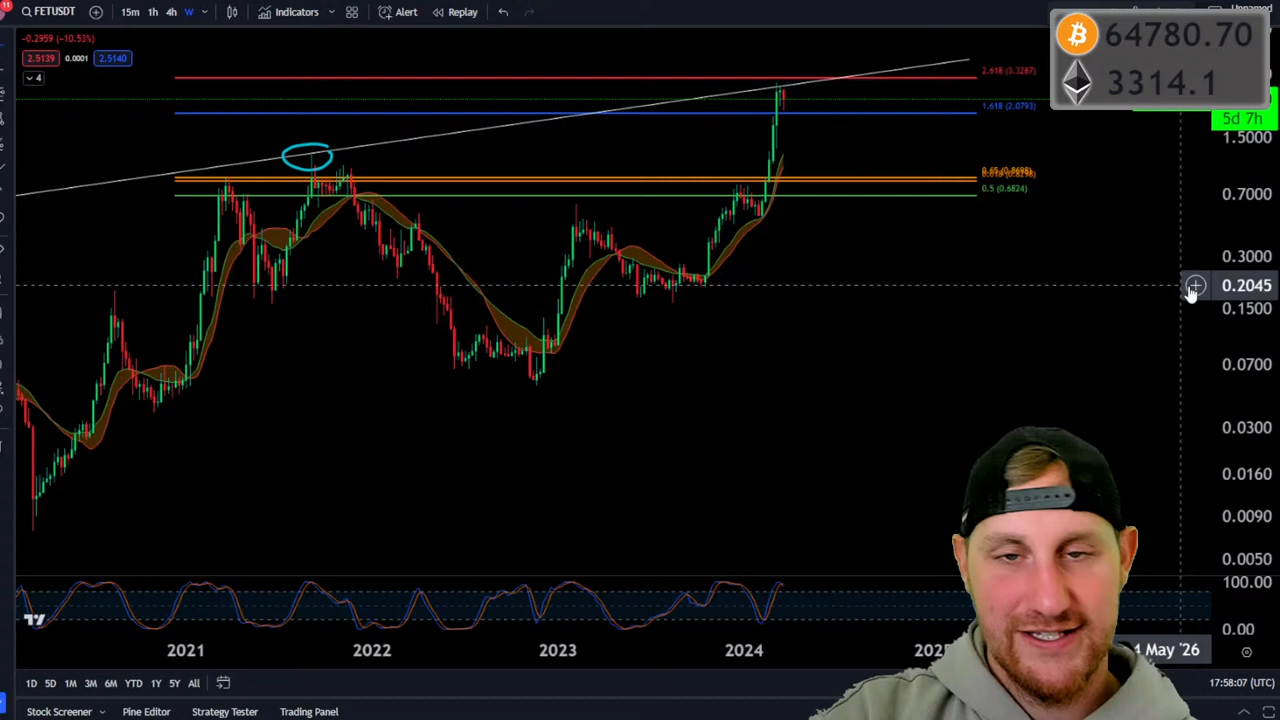 11
FETUSDT
15m 1h 4h W Indicators Alert Replay
Unnamed
64780.70
3314.1
-0.2959 (-10.53%)
2.5139 0.0001 2.5140
4
2.618 (3.3287)
1.618 (2.0793)
0.5 (0.6824)
5d 7h
1.5000
0.7000
0.3000
0.2045
0.1500
0.0700
0.0300
0.0160
0.0090
0.0050
100.00
0.00
2021 2022 2023 2024
May '26
1D 5D 1M 3M 6M YTD 1Y 5Y All
17:58:07 (UTC)
Stock Screener Pine Editor Strategy Tester Trading Panel